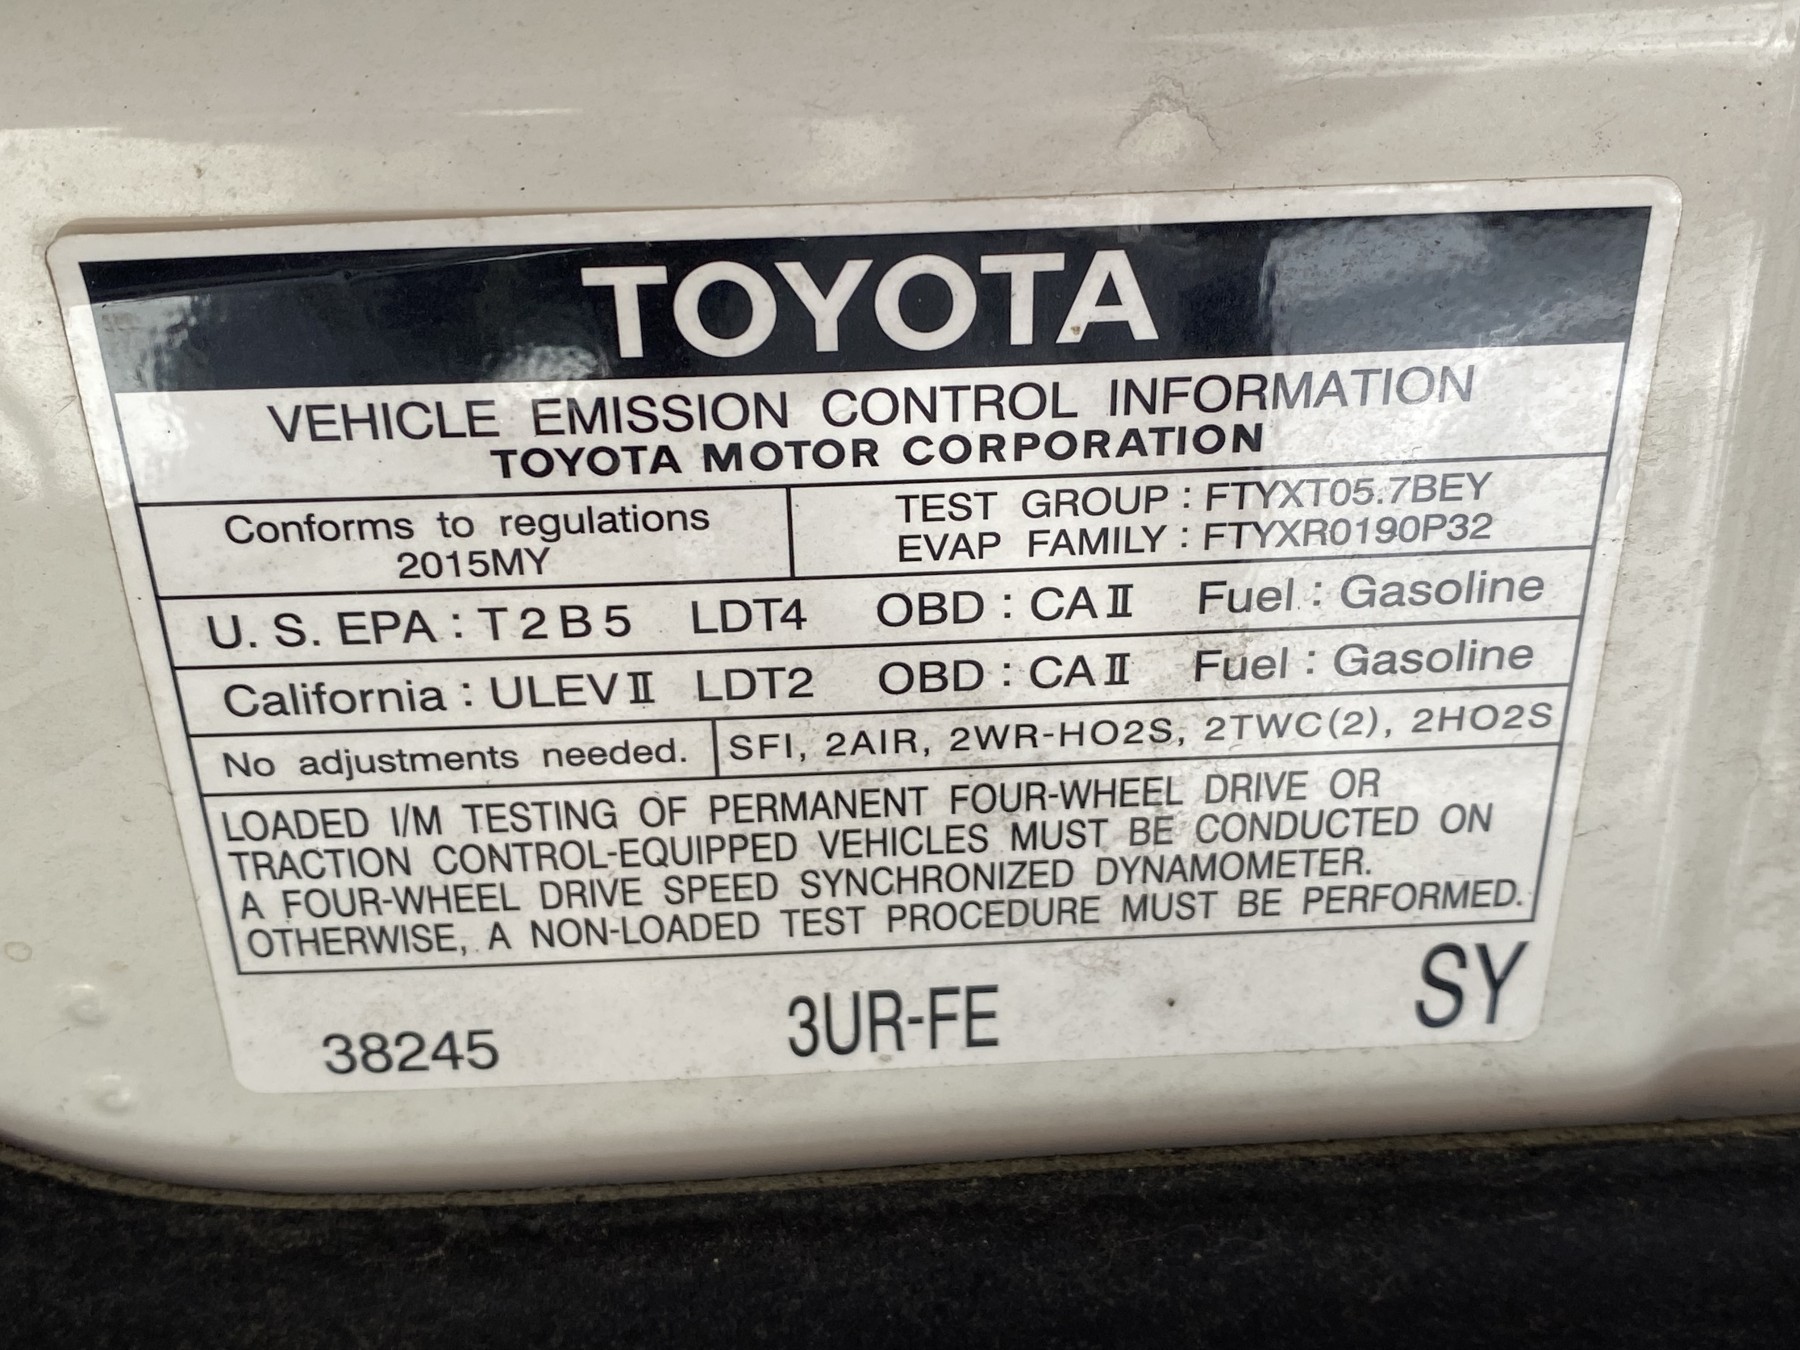 TOYOTA
VEHICLE EMISSION CONTROL INFORMATION
TOYOTA MOTOR CORPORATION
Conforms to regulations
2015MY
TEST GROUP : FTYXT05.7BEY
EVAP FAMILY : FTYXR0190P32
U. S. EPA : T2B5 LDT4 OBD : CAⅡ Fuel : Gasoline
California : ULEVⅡ LDT2 OBD : CAⅡ Fuel : Gasoline
No adjustments needed.
SFI, 2AIR, 2WR-HO2S, 2TWC(2), 2HO2S
LOADED I/M TESTING OF PERMANENT FOUR-WHEEL DRIVE OR
TRACTION CONTROL-EQUIPPED VEHICLES MUST BE CONDUCTED ON
A FOUR-WHEEL DRIVE SPEED SYNCHRONIZED DYNAMOMETER.
OTHERWISE, A NON-LOADED TEST PROCEDURE MUST BE PERFORMED.
38245
3UR-FE
SY